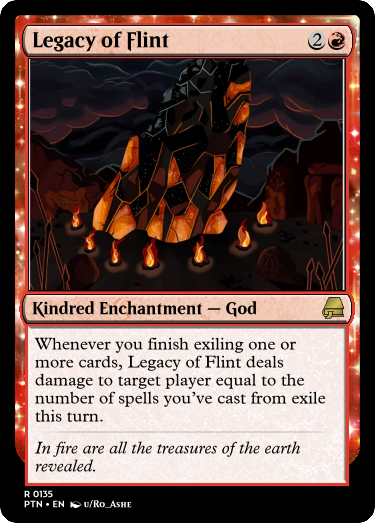 Legacy of Flint 2
Kindred Enchantment — God
Whenever you finish exiling one or
more cards, Legacy of Flint deals
damage to target player equal to the
number of spells you've cast from exile
this turn.
In fire are all the treasures of the earth
revealed.
R 0135
PTN • EN u/Ro_Ashe